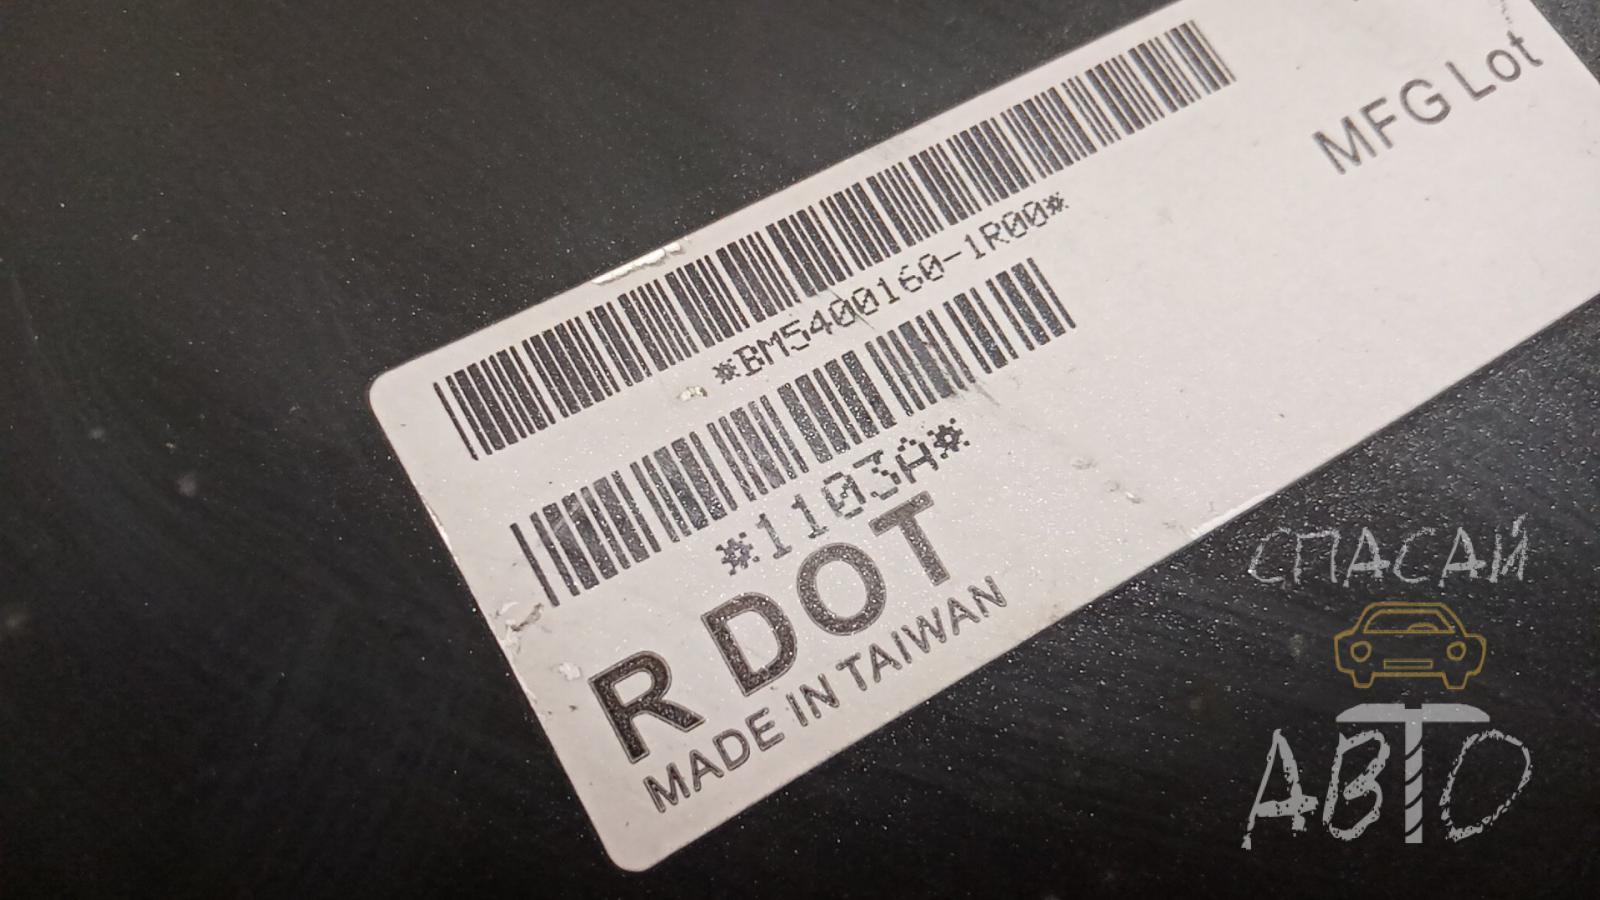 MFG Lot
*BM5400160-1R00*
*1103A*
R DOT
MADE IN TAIWAN
СПАСАЙ
АВТО